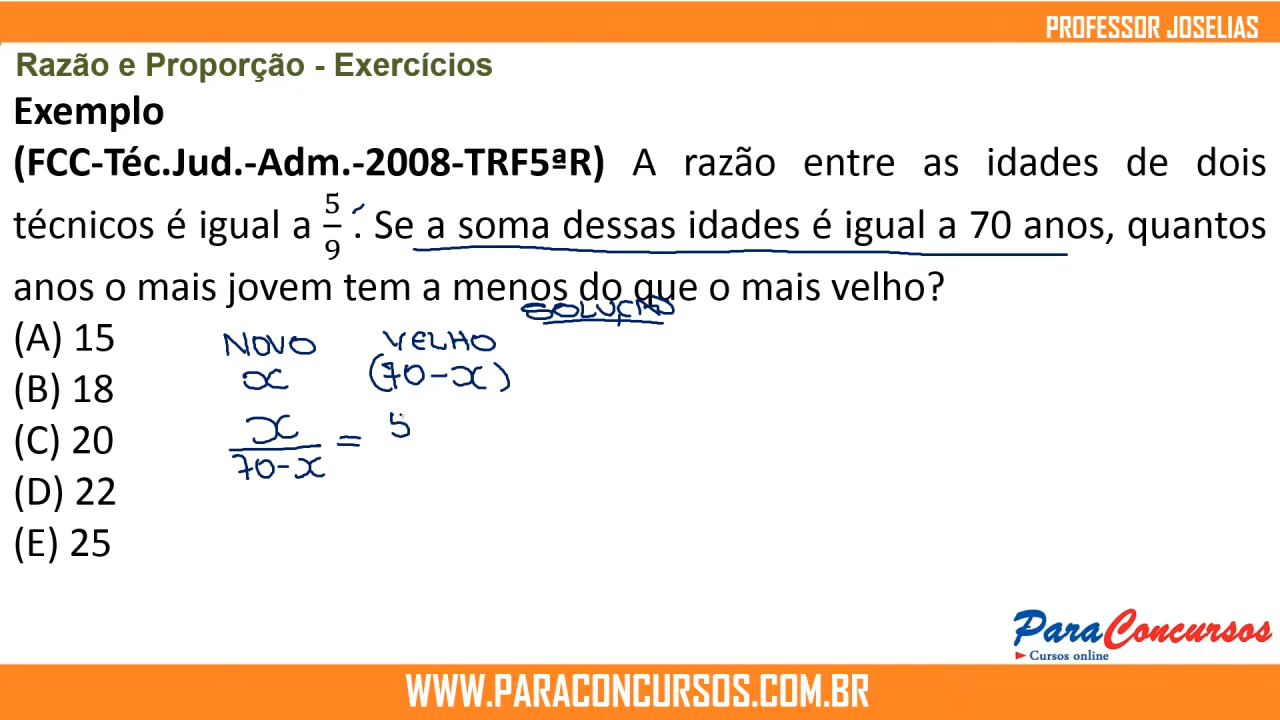 PROFESSOR JOSELIAS
Razão e Proporção - Exercícios
Exemplo
(FCC-Téc.Jud.-Adm.-2008-TRF5ªR) A razão entre as idades de dois
técnicos é igual a 5/9 . Se a soma dessas idades é igual a 70 anos, quantos
anos o mais jovem tem a menos do que o mais velho?
SOLUÇÃO
(A) 15
NOVO VELHO
x (70-x)
(B) 18
(C) 20
x/70-x = 5
(D) 22
(E) 25
ParaConcursos
Cursos online
WWW.PARACONCURSOS.COM.BR